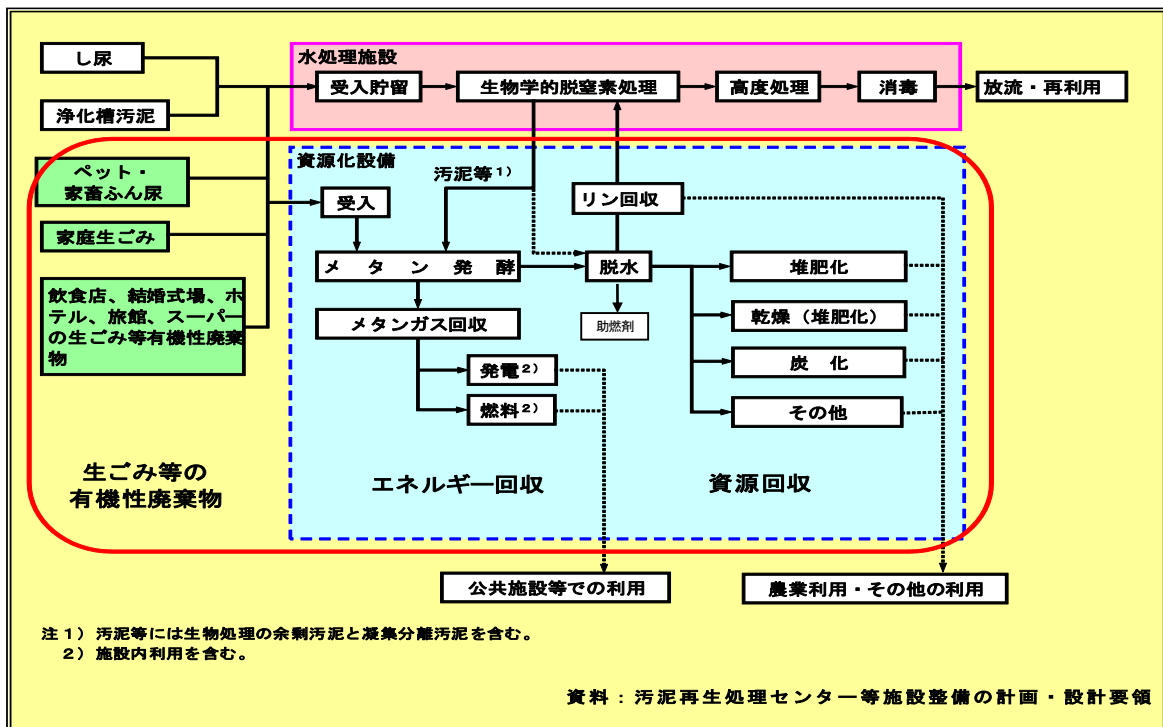 し尿
浄化槽汚泥
水処理施設
受入貯留
生物学的脱窒素処理
高度処理
消毒
放流・再利用
ペット・
家畜ふん尿
家庭生ごみ
飲食店、結婚式場、ホ
テル、旅館、スーパー
の生ごみ等有機性廃棄
物
生ごみ等の
有機性廃棄物
資源化設備
汚泥等1)
リン回収
受入
メタン発酵
脱水
助燃剤
メタンガス回収
発電2)
燃料2)
堆肥化
乾燥（堆肥化）
炭 化
その他
エネルギー回収
資源回収
公共施設等での利用
農業利用・その他の利用
注1) 汚泥等には生物処理の余剰汚泥と凝集分離汚泥を含む。
2) 施設内利用を含む。
資料：汚泥再生処理センター等施設整備の計画・設計要領